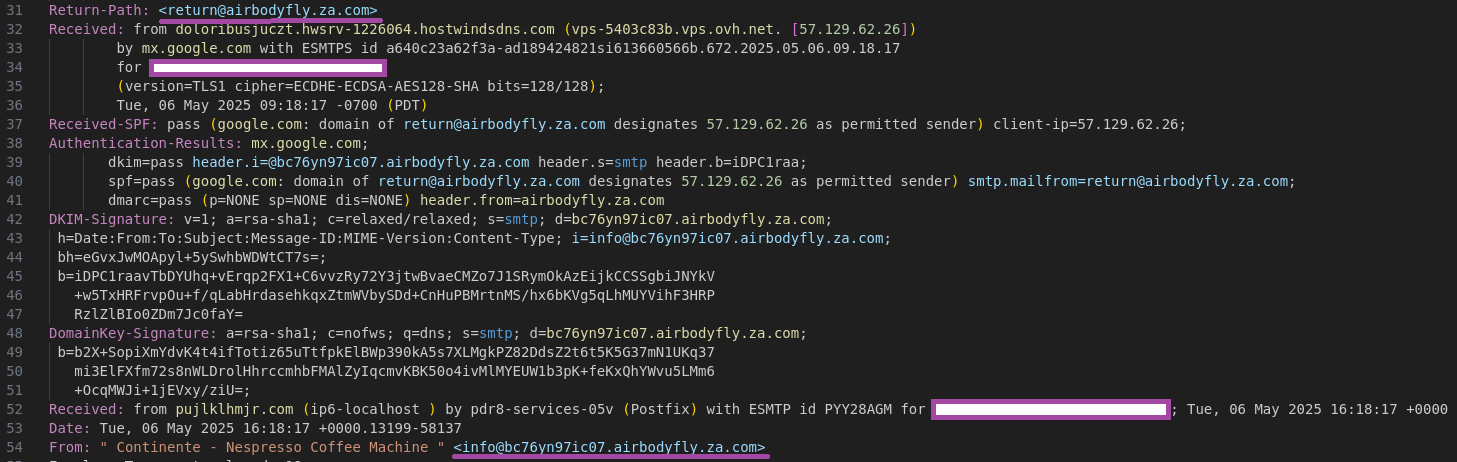 31 Return-Path: <return@airbodyfly.za.com>
32 Received: from doloribusjuczt.hwsrv-1226064.hostwindsdns.com (vps-5403c83b.vps.ovh.net. [57.129.62.26])
33 by mx.google.com with ESMTPS id a640c23a62f3a-ad189424821si613660566b.672.2025.05.06.09.18.17
34 for
35 (version=TLS1 cipher=ECDHE-ECDSA-AES128-SHA bits=128/128);
36 Tue, 06 May 2025 09:18:17 -0700 (PDT)
37 Received-SPF: pass (google.com: domain of return@airbodyfly.za.com designates 57.129.62.26 as permitted sender) client-ip=57.129.62.26;
38 Authentication-Results: mx.google.com;
39 dkim=pass header.i=@bc76yn97ic07.airbodyfly.za.com header.s=smtp header.b=iDPC1raa;
40 spf=pass (google.com: domain of return@airbodyfly.za.com designates 57.129.62.26 as permitted sender) smtp.mailfrom=return@airbodyfly.za.com;
41 dmarc=pass (p=NONE sp=NONE dis=NONE) header.from=airbodyfly.za.com
42 DKIM-Signature: v=1; a=rsa-sha1; c=relaxed/relaxed; s=smtp; d=bc76yn97ic07.airbodyfly.za.com;
43 h=Date:From:To:Subject:Message-ID:MIME-Version:Content-Type; i=info@bc76yn97ic07.airbodyfly.za.com;
44 bh=eGvxJwMOApyl+5ySwhbWDWtCT7s=;
45 b=iDPC1raavTbDYUhq+vErqp2FX1+C6vvzRy72Y3jtwBvaeCMZo7J1SRymOkAzEijkCCSSgbiJNYkV
46 +w5TxHRFrvpOu+f/qLabHrdasehkqxZtmWVbySDd+CnHuPBMrtnMS/hx6bKVg5qLhMUYVihF3HRP
47 RzlZlBIo0ZDm7Jc0faY=
48 DomainKey-Signature: a=rsa-sha1; c=nofws; q=dns; s=smtp; d=bc76yn97ic07.airbodyfly.za.com;
49 b=b2X+SopiXmYdvK4t4ifTotiz65uTtfpkElBWp390kA5s7XLMgkPZ82DdsZ2t6t5K5G37mN1UKq37
50 mi3ElFXfm72s8nWLDrolHhrccmhbFMAlZyIqcmvKBK50o4ivMlMYEUW1b3pK+feKxQhYWvu5LMm6
51 +OcqMWJi+1jEVxy/ziU=;
52 Received: from pujlklhmjr.com (ip6-localhost ) by pdr8-services-05v (Postfix) with ESMTP id PYY28AGM for ; Tue, 06 May 2025 16:18:17 +0000
53 Date: Tue, 06 May 2025 16:18:17 +0000.13199-58137
54 From: " Continente - Nespresso Coffee Machine " <info@bc76yn97ic07.airbodyfly.za.com>